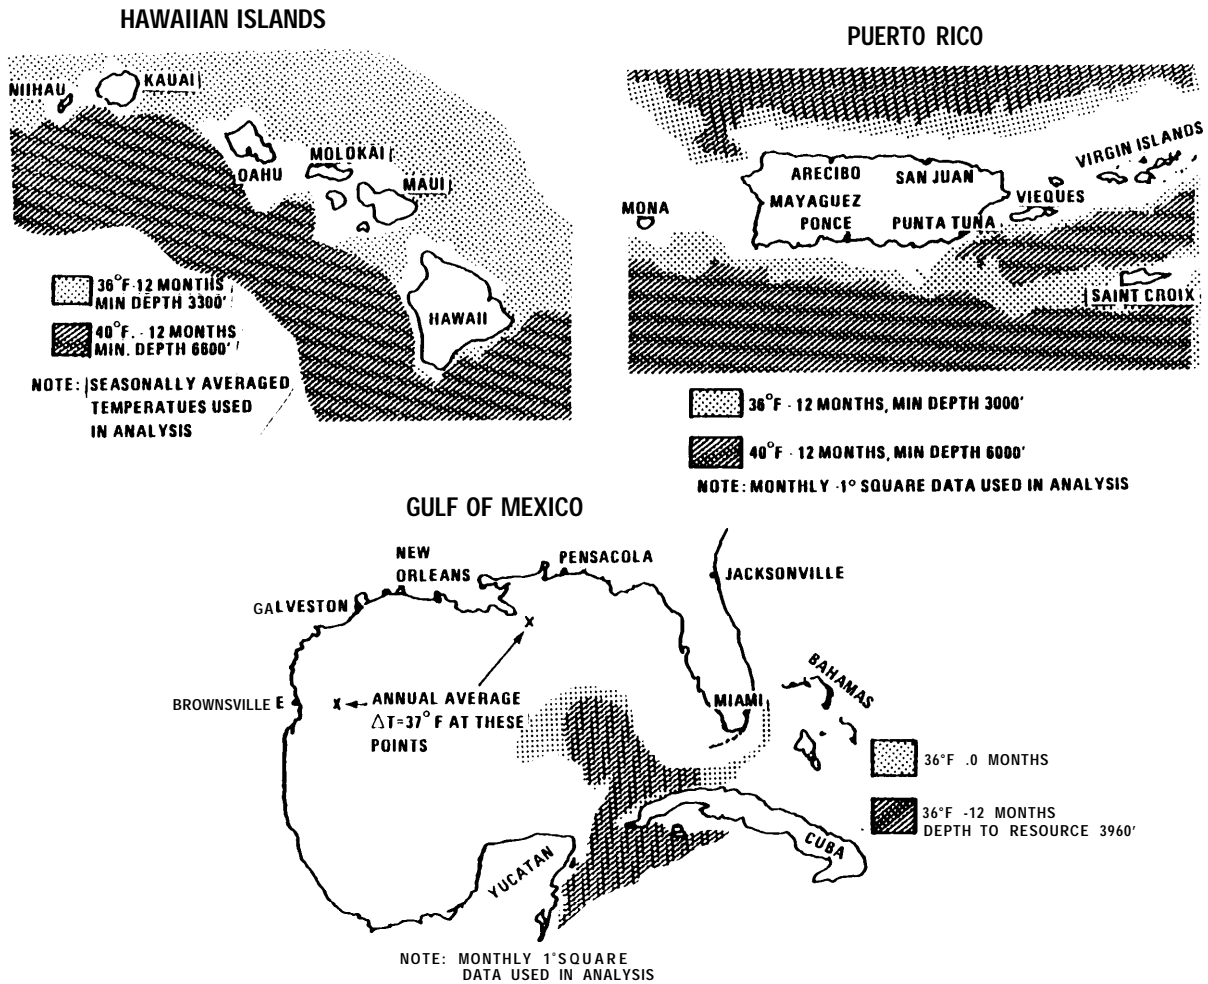 HAWAIIAN ISLANDS
NIIHAU
KAUAI
OAHU
MOLOKAI
MAUI
HAWAII
36°F-12 MONTHS
MIN DEPTH 3300'
40°F. - 12 MONTHS
MIN. DEPTH 6600'
NOTE: SEASONALLY AVERAGED
TEMPERATUES USED
IN ANALYSIS
PUERTO RICO
ARECIBO
SAN JUAN
MAYAGUEZ
PONCE
PUNTA TUNA
MONA
VIEQUES
VIRGIN ISLANDS
SAINT CROIX
36°F - 12 MONTHS, MIN DEPTH 3000'
40°F - 12 MONTHS, MIN DEPTH 6000'
NOTE: MONTHLY -1° SQUARE DATA USED IN ANALYSIS
GULF OF MEXICO
NEW
ORLEANS
PENSACOLA
JACKSONVILLE
GALVESTON
BROWNSVILLE E
X
X
ANNUAL AVERAGE
ΔT=37°F AT THESE
POINTS
MIAMI
BAHAMAS
CUBA
YUCATAN
36°F .0 MONTHS
36°F -12 MONTHS
DEPTH TO RESOURCE 3960'
NOTE: MONTHLY 1°SQUARE
DATA USED IN ANALYSIS